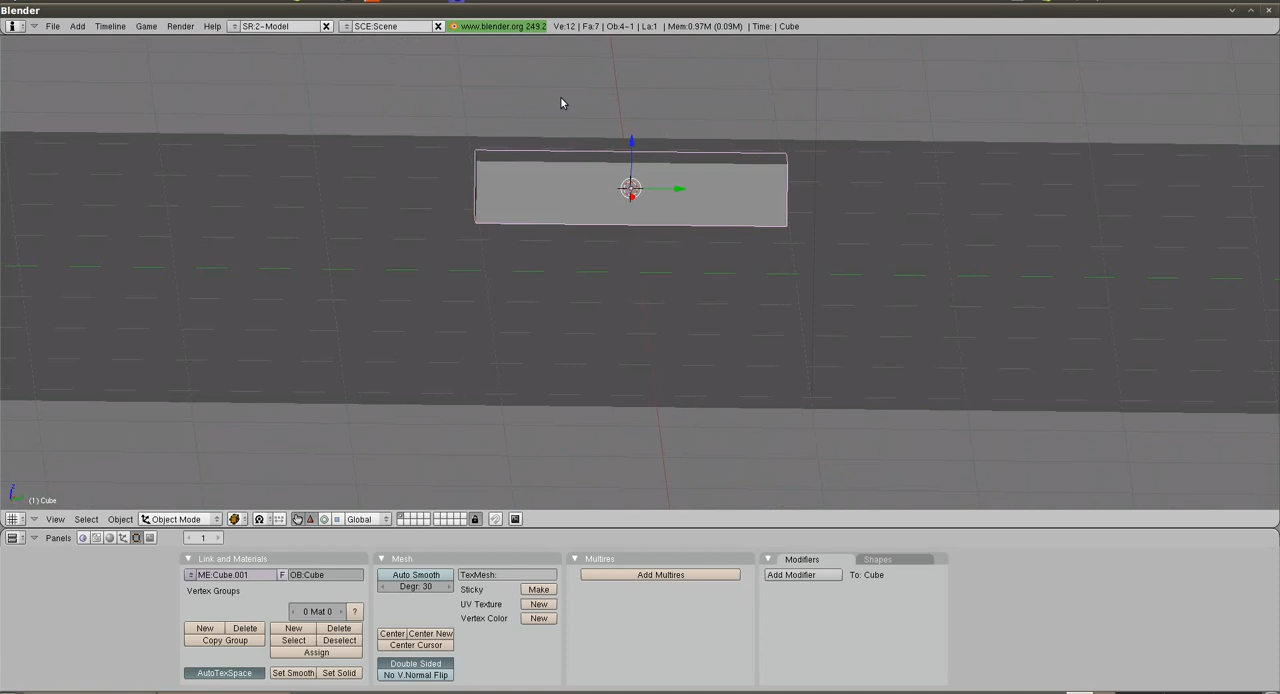 Blender
File Add Timeline Game Render Help SR:2-Model SCE:Scene www.blender.org 249.2 Ve:12 | Fa:7 | Ob:4-1 | La:1 | Mem:0.97M (0.09M) | Time: | Cube
(1) Cube
View Select Object Object Mode Global
Panels 1
Link and Materials Mesh Multires Modifiers Shapes
ME:Cube.001 F OB:Cube Auto Smooth TexMesh: Add Multires Add Modifier To: Cube
Degr: 30
Vertex Groups Sticky Make
UV Texture New
0 Mat 0 ? Vertex Color New
New Delete New Delete Center Center New
Copy Group Select Deselect Center Cursor
Assign
Double Sided
AutoTexSpace Set Smooth Set Solid No V.Normal Flip